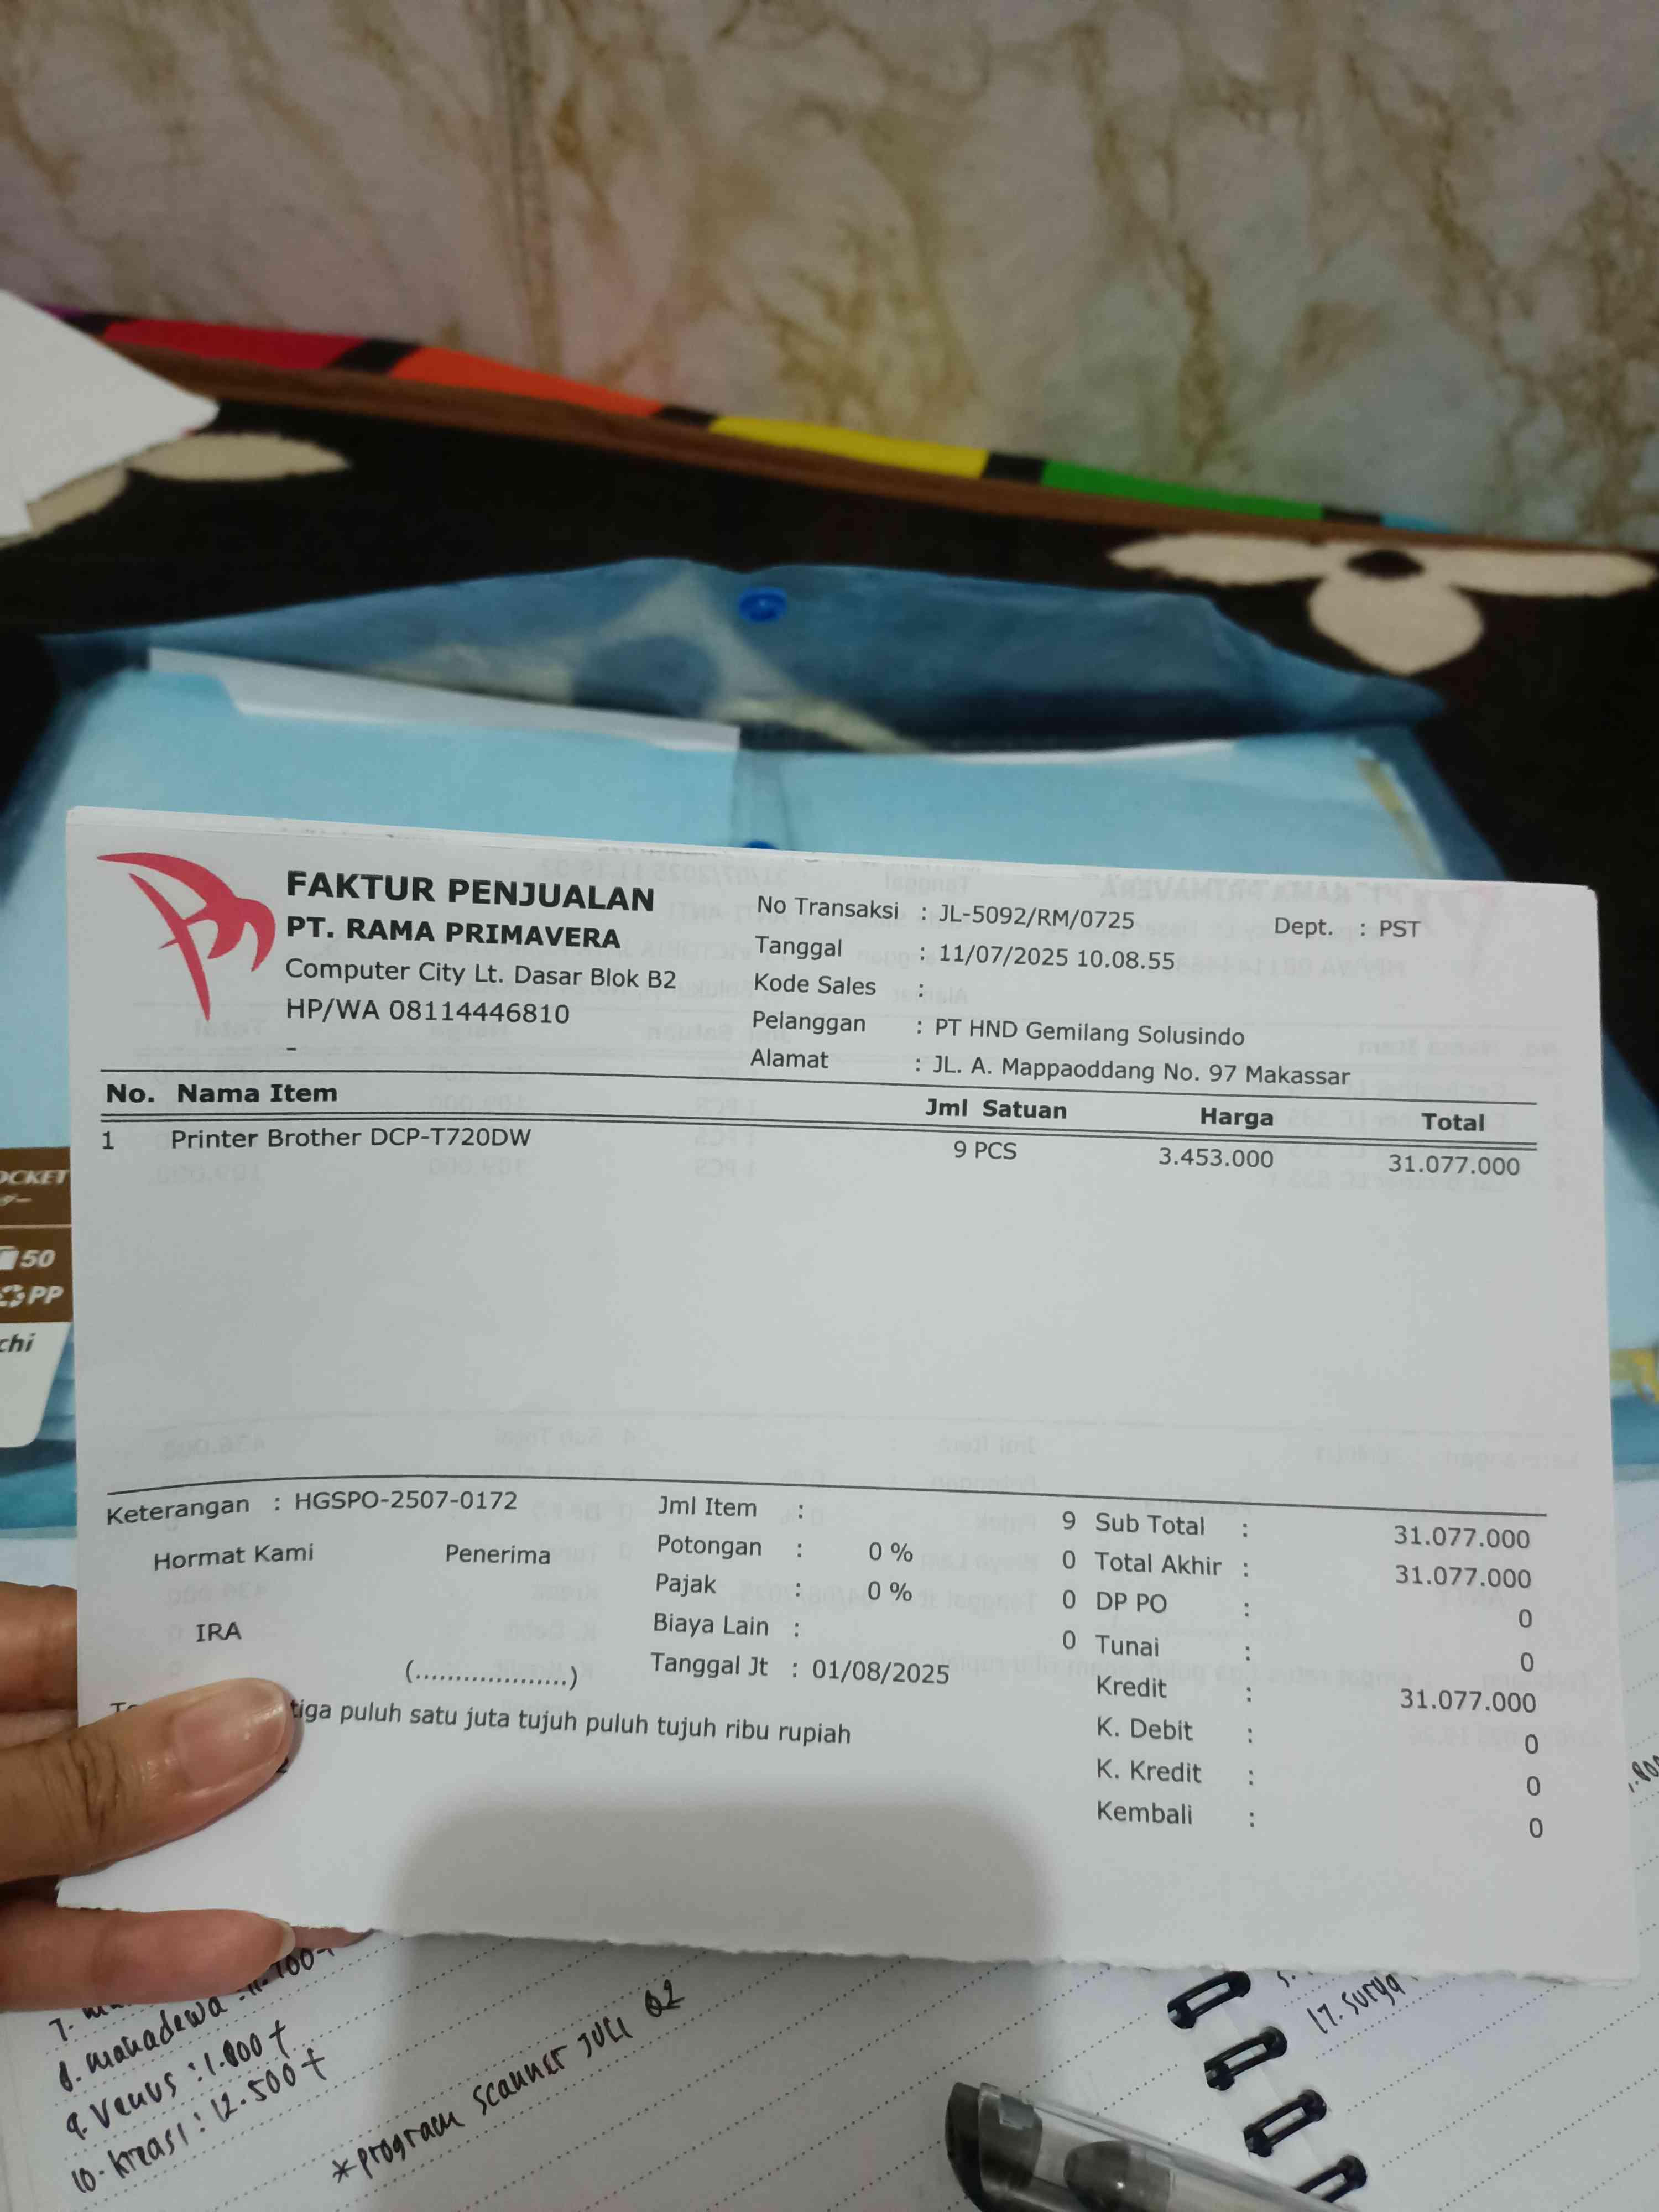 FAKTUR PENJUALAN
PT. RAMA PRIMAVERA
Computer City Lt. Dasar Blok B2
HP/WA 08114446810
-
No Transaksi : JL-5092/RM/0725 Dept. : PST
Tanggal : 11/07/2025 10.08.55
Kode Sales :
Pelanggan : PT HND Gemilang Solusindo
Alamat : JL. A. Mappaoddang No. 97 Makassar
No. Nama Item Jml Satuan Harga Total
1 Printer Brother DCP-T720DW 9 PCS 3.453.000 31.077.000
Keterangan : HGSPO-2507-0172
Hormat Kami Penerima
IRA
(...................)
Jml Item : 9
Potongan : 0 % 0
Pajak : 0 % 0
Biaya Lain : 0
Tanggal Jt : 01/08/2025
Sub Total : 31.077.000
Total Akhir : 31.077.000
DP PO : 0
Tunai : 0
Kredit : 31.077.000
K. Debit : 0
K. Kredit : 0
Kembali : 0
tiga puluh satu juta tujuh puluh tujuh ribu rupiah
50
PP
chi
8. mahadewa
9. Venus : 1.000 t
10. kreasi : 12.500 t
*program scanner JULI Q2
17. surya